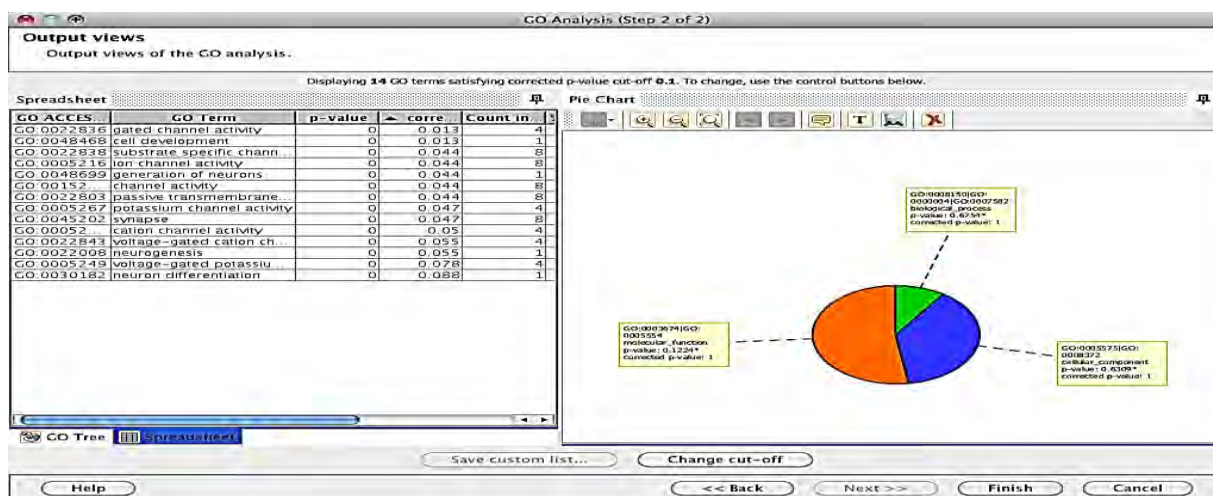 GO Analysis (Step 2 of 2)
Output views
Output views of the GO analysis.
Displaying 14 GO terms satisfying corrected p-value cut-off 0.1. To change, use the control buttons below.
Spreadsheet
GO ACCES... GO Term p-value corre... Count in...
GO:0022836 gated channel activity 0 0.013 4
GO:0048468 cell development 0 0.013 1
GO:0022838 substrate specific chann... 0 0.044 8
GO:0005216 ion channel activity 0 0.044 8
GO:0048699 generation of neurons 0 0.044 1
GO:00152... channel activity 0 0.044 8
GO:0022803 passive transmembrane... 0 0.044 8
GO:0005267 potassium channel activity 0 0.047 4
GO:0045202 synapse 0 0.047 8
GO:00052... cation channel activity 0 0.05 4
GO:0022843 voltage-gated cation ch... 0 0.055 4
GO:0022008 neurogenesis 0 0.055 1
GO:0005249 voltage-gated potassiu... 0 0.078 4
GO:0030182 neuron differentiation 0 0.088 1
GO Tree Spreadsheet
Pie Chart
T
GO:0008150|GO:
0000004|GO:0007582
biological_process
p-value: 0.6754*
corrected p-value: 1
GO:0003674|GO:
0005554
molecular_function
p-value: 0.1224*
corrected p-value: 1
GO:0005575|GO:
0008372
cellular_component
p-value: 0.6309*
corrected p-value: 1
Save custom list... Change cut-off
Help << Back Next >> Finish Cancel